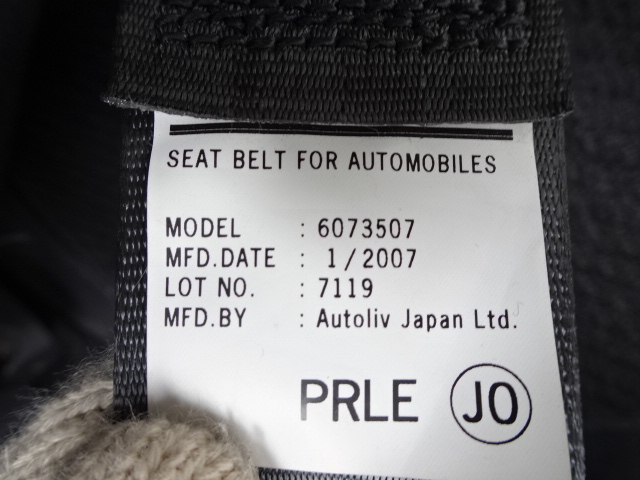 SEAT BELT FOR AUTOMOBILES
MODEL : 6073507
MFD.DATE : 1/2007
LOT NO. : 7119
MFD.BY : Autoliv Japan Ltd.
PRLE JO